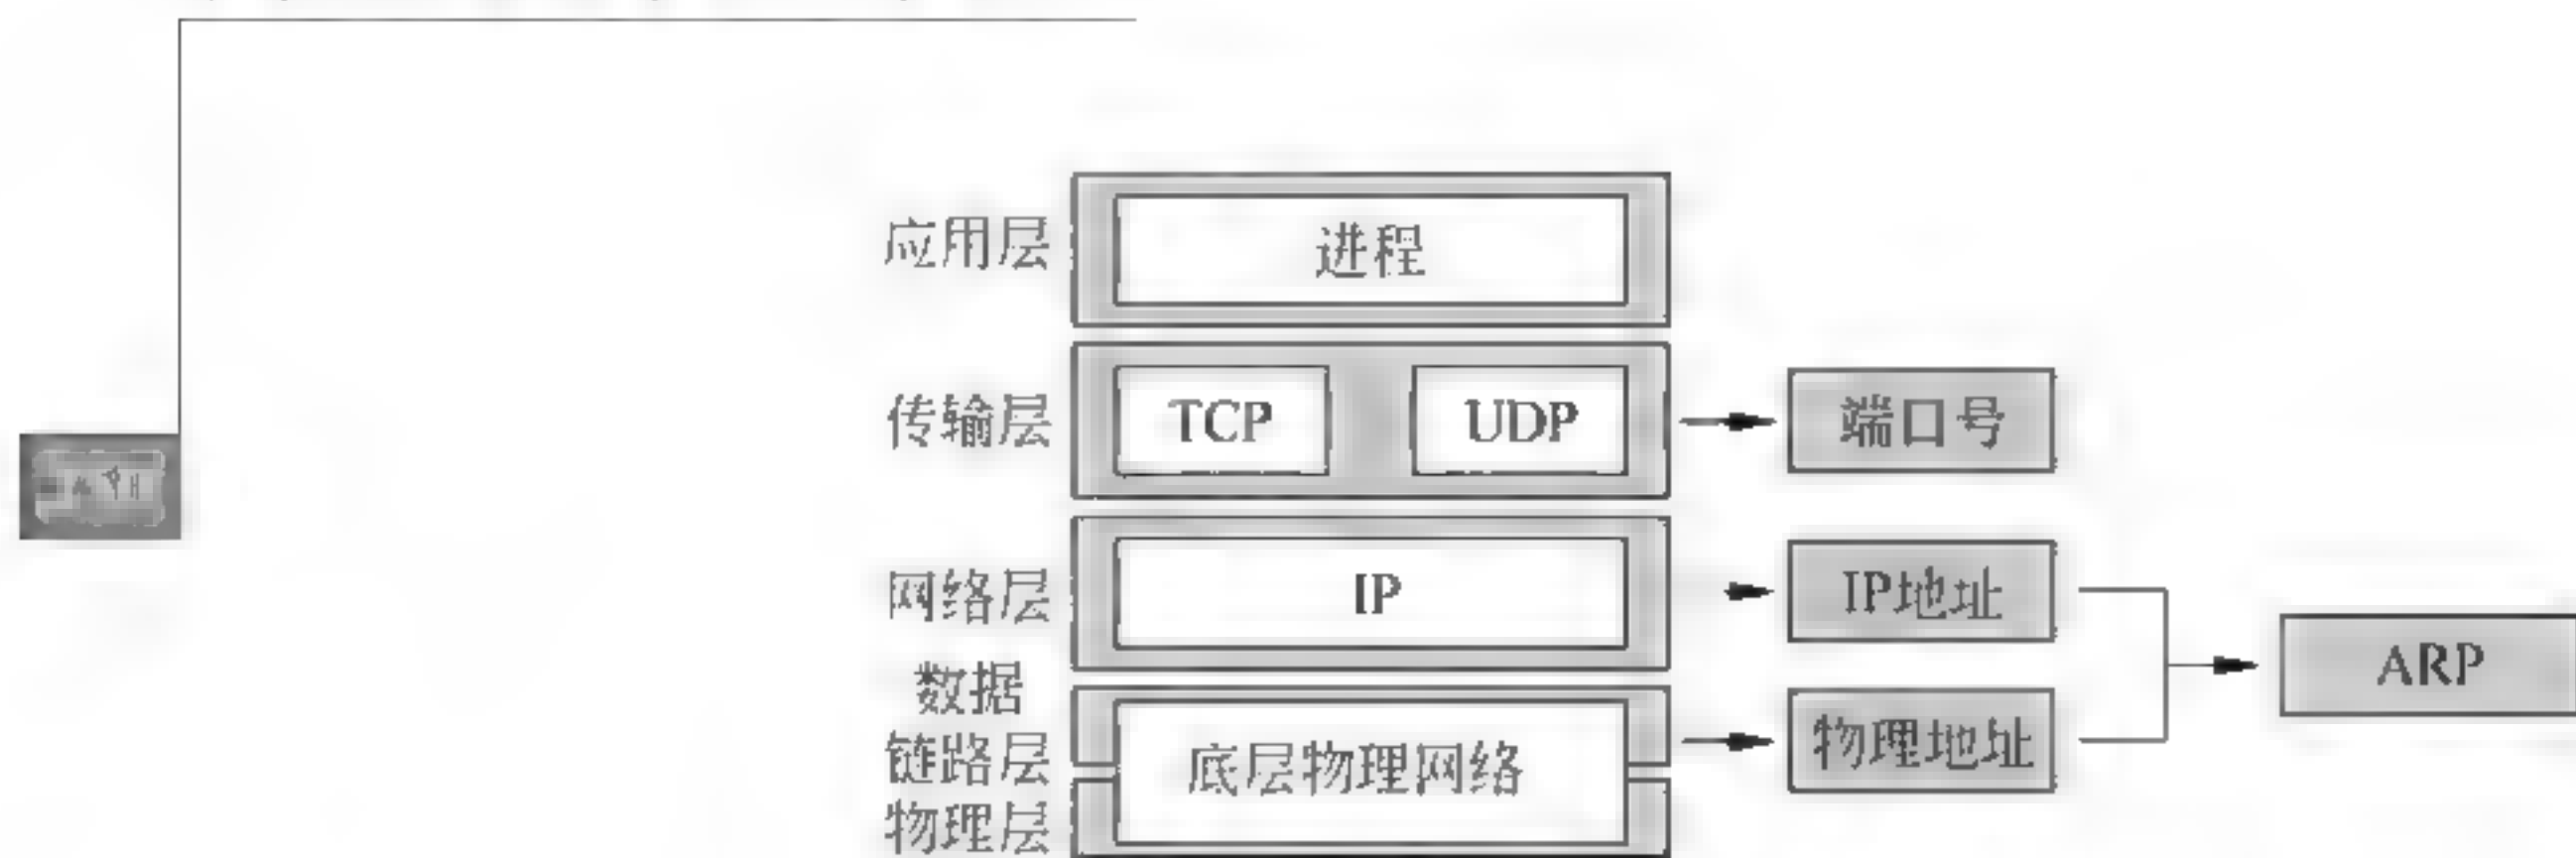 应用层 进程
传输层 TCP UDP 端口号
网络层 IP IP地址
ARP
数据
链路层 底层物理网络 物理地址
物理层